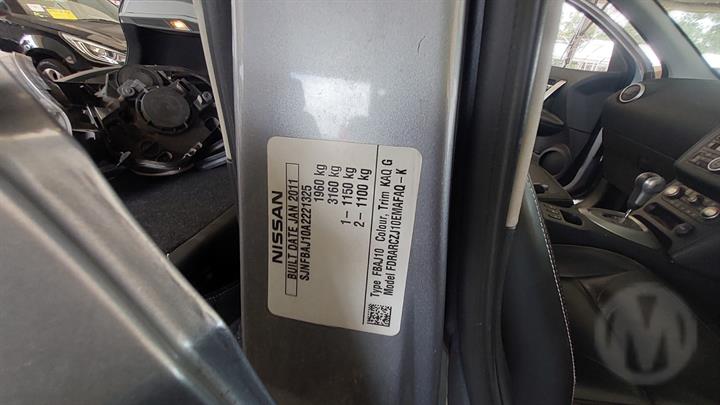 NISSAN
BUILT DATE JAN 2011
SJNFBAJ10A2221325
1960 kg
3160 kg
1- 1150 kg
2- 1100 kg
Type FBAJ10 Colour, Trim KAQ G
Model FDRARCZJ10EMAFAQ-K
M